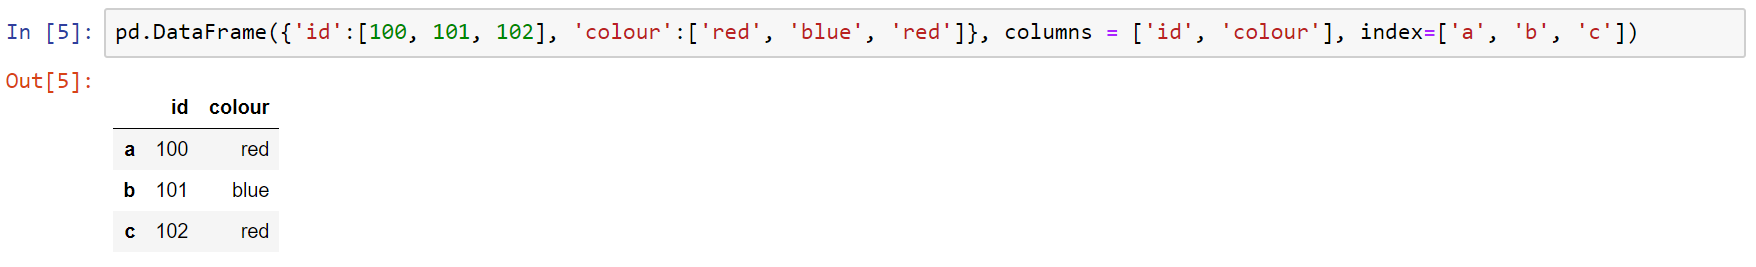 In [5]: pd.DataFrame({'id':[100, 101, 102], 'colour':['red', 'blue', 'red']}, columns = ['id', 'colour'], index=['a', 'b', 'c'])
Out[5]:
id colour
a 100 red
b 101 blue
c 102 red